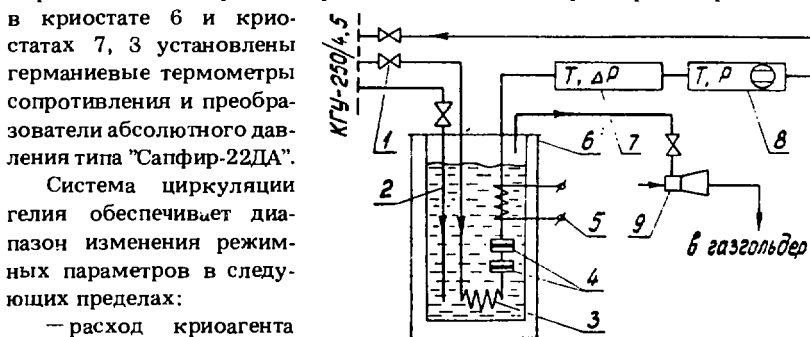 в криостате 6 и крио-
статах 7, 3 установлены
германиевые термометры
сопротивления и преобра-
зователи абсолютного дав-
ления типа "Сапфир-22ДА".
Система циркуляции
гелия обеспечивает диа-
пазон изменения режим-
ных параметров в следу-
ющих пределах:
— расход криоагента
КГУ-250/4,5
1
2
T, ΔP
T, P
6
7
8
5
9
4
3
в газгольдер